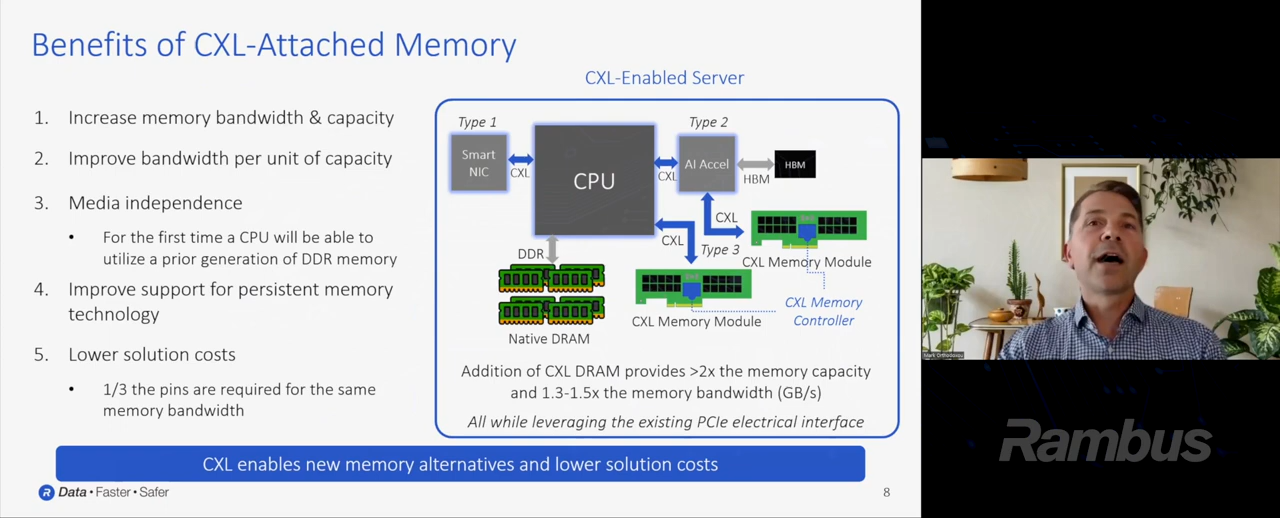 Benefits of CXL-Attached Memory
1. Increase memory bandwidth & capacity
2. Improve bandwidth per unit of capacity
3. Media independence
• For the first time a CPU will be able to
utilize a prior generation of DDR memory
4. Improve support for persistent memory
technology
5. Lower solution costs
• 1/3 the pins are required for the same
memory bandwidth
CXL-Enabled Server
Type 1
Type 2
Smart
NIC
CXL
CPU
CXL
AI Accel
HBM
HBM
CXL
CXL
Type 3
DDR
CXL Memory Module
CXL Memory Module
CXL Memory
Controller
Native DRAM
Addition of CXL DRAM provides >2x the memory capacity
and 1.3-1.5x the memory bandwidth (GB/s)
All while leveraging the existing PCIe electrical interface
CXL enables new memory alternatives and lower solution costs
R Data • Faster • Safer
8
Rambus